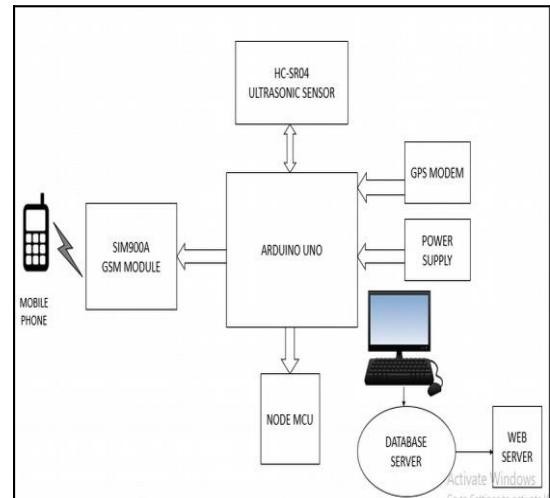 HC-SR04
ULTRASONIC SENSOR
GPS MODEM
ARDUINO UNO
POWER
SUPPLY
SIM900A
GSM MODULE
MOBILE
PHONE
NODE MCU
DATABASE
SERVER
WEB
SERVER
Activate Windows